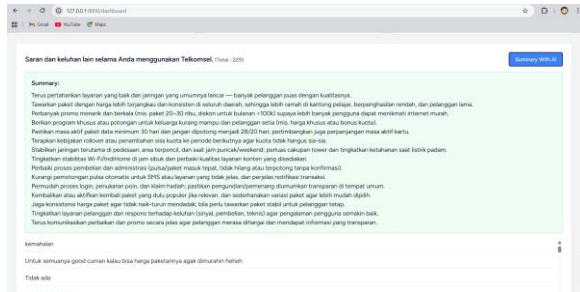 127.0.0.1:8000/dashboard
Gmail YouTube Maps
Saran dan keluhan lain selama Anda menggunakan Telkomsel. (Total : 225)
Summary With AI
Summary:
Terus pertahankan layanan yang baik dan jaringan yang umumnya lancar — banyak pelanggan puas dengan kualitasnya.
Tawarkan paket dengan harga lebih terjangkau dan konsisten di seluruh daerah, sehingga lebih ramah di kantong pelajar, berpenghasilan rendah, dan pelanggan lama.
Perbanyak promo menarik dan berkala (mis. paket 20–30 ribu, diskon untuk bulanan <100k) supaya lebih banyak pengguna dapat menikmati internet murah.
Berikan program khusus atau potongan untuk keluarga kurang mampu dan pelanggan setia (mis. harga khusus atau bonus kuota).
Pastikan masa aktif paket data minimum 30 hari dan jangan dipotong menjadi 28/20 hari; pertimbangkan juga perpanjangan masa aktif kartu.
Terapkan kebijakan rollover atau penambahan sisa kuota ke periode berikutnya agar kuota tidak hangus sia-sia.
Stabilkan jaringan terutama di pedesaan, area terpencil, dan saat jam puncak/weekend; perluas cakupan tower dan tingkatkan ketahanan saat listrik padam.
Tingkatkan stabilitas Wi-Fi/IndiHome di jam sibuk dan perbaiki kualitas layanan konten yang disediakan.
Perbaiki proses pembelian dan administrasi (pulsa/paket masuk tepat, tidak hilang atau terpotong tanpa konfirmasi).
Kurangi pemotongan pulsa otomatis untuk SMS atau layanan yang tidak jelas, dan perjelas notifikasi transaksi.
Permudah proses login, penukaran poin, dan klaim hadiah; pastikan pengundian/pemenang diumumkan transparan di tempat umum.
Kembalikan atau aktifkan kembali paket yang dulu populer jika relevan, dan sederhanakan variasi paket agar lebih mudah dipilih.
Jaga konsistensi harga paket agar tidak naik-turun mendadak; bila perlu tawarkan paket stabil untuk pelanggan tetap.
Tingkatkan layanan pelanggan dan respons terhadap keluhan (sinyal, pembelian, teknis) agar pengalaman pengguna semakin baik.
Terus komunikasikan perbaikan dan promo secara jelas agar pelanggan merasa dihargai dan mendapat informasi yang transparan.
kemahalan
Untuk semuanya good cuman kalau bisa harga paketannya agak dimurahin heheh
Tidak ada